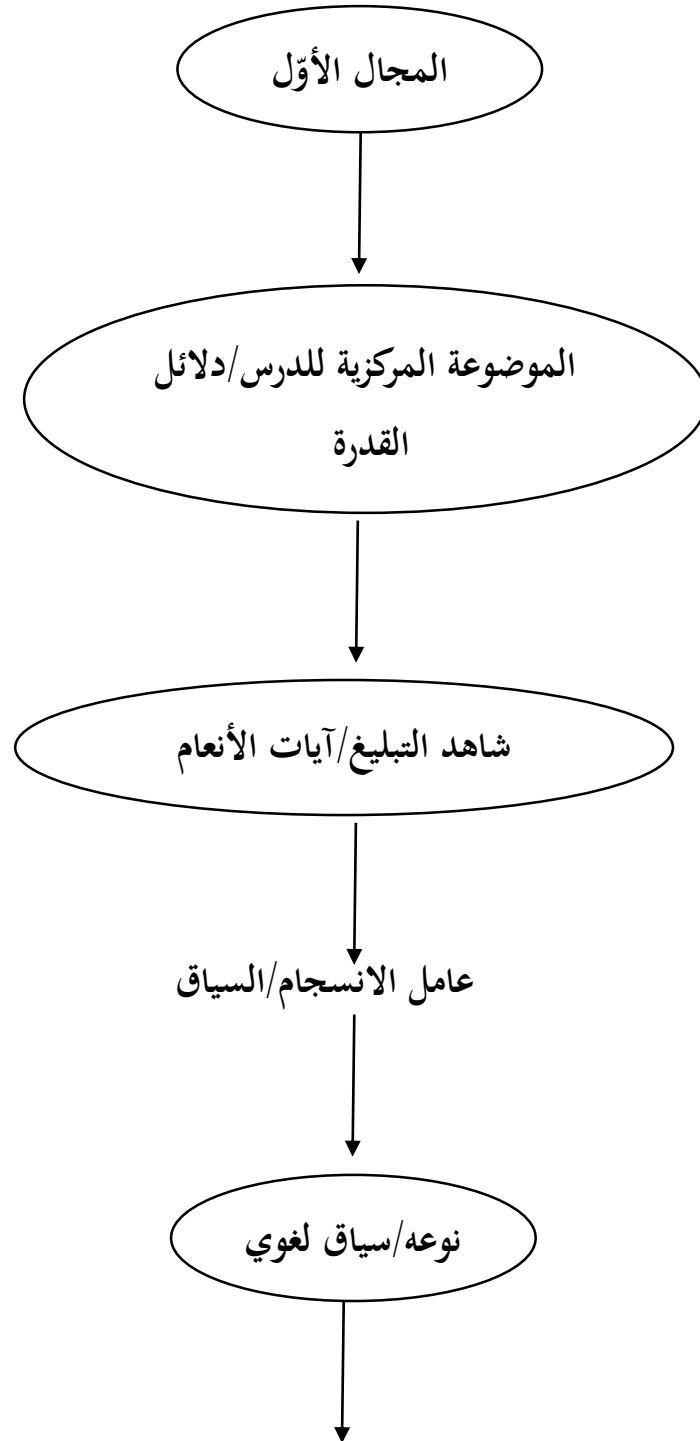 المجال الأوّل
الموضوعة المركزية للدرس/دلائل
القدرة
شاهد التبليغ/آيات الأنعام
عامل الانسجام/السياق
نوعه/سياق لغوي